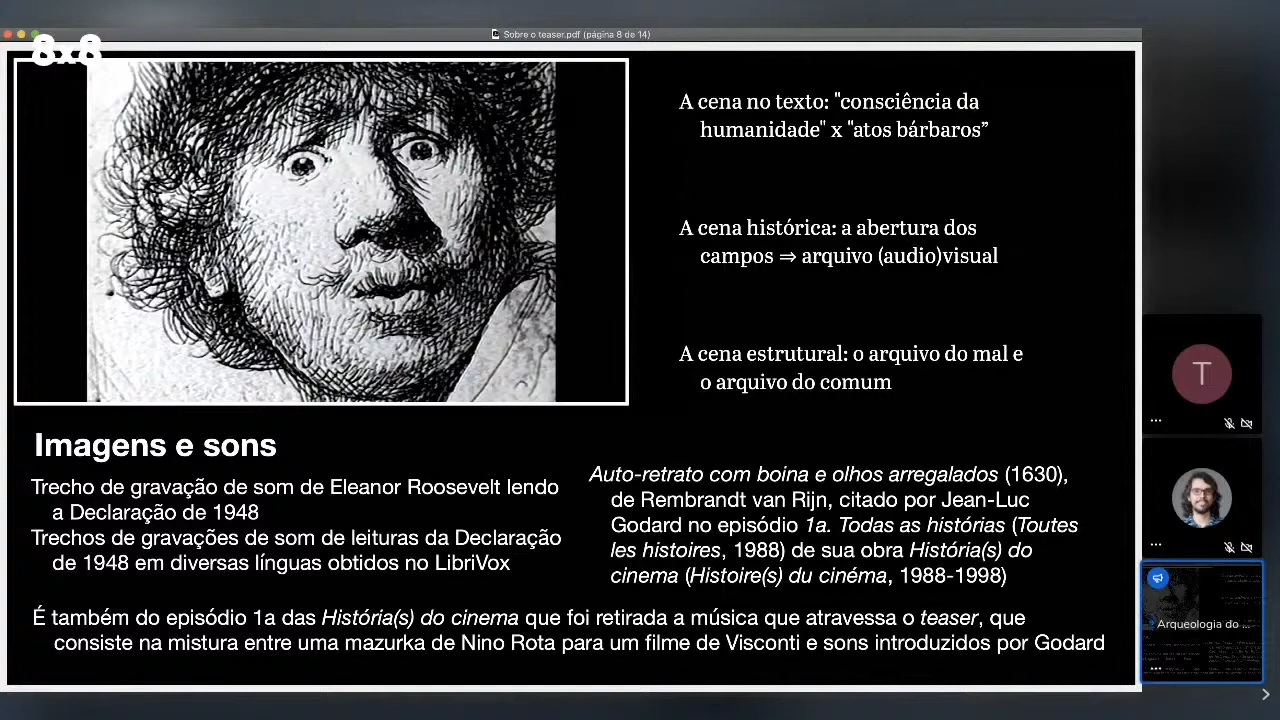 Sobre o teaser.pdf (página 8 de 14)
8x8
A cena no texto: "consciência da
humanidade" x "atos bárbaros”
A cena histórica: a abertura dos
campos ⇒ arquivo (audio)visual
A cena estrutural: o arquivo do mal e
o arquivo do comum
Imagens e sons
Trecho de gravação de som de Eleanor Roosevelt lendo
a Declaração de 1948
Trechos de gravações de som de leituras da Declaração
de 1948 em diversas línguas obtidos no LibriVox
Auto-retrato com boina e olhos arregalados (1630),
de Rembrandt van Rijn, citado por Jean-Luc
Godard no episódio 1a. Todas as histórias (Toutes
les histoires, 1988) de sua obra História(s) do
cinema (Histoire(s) du cinéma, 1988-1998)
É também do episódio 1a das História(s) do cinema que foi retirada a música que atravessa o teaser, que
consiste na mistura entre uma mazurka de Nino Rota para um filme de Visconti e sons introduzidos por Godard
T
Arqueologia do ...